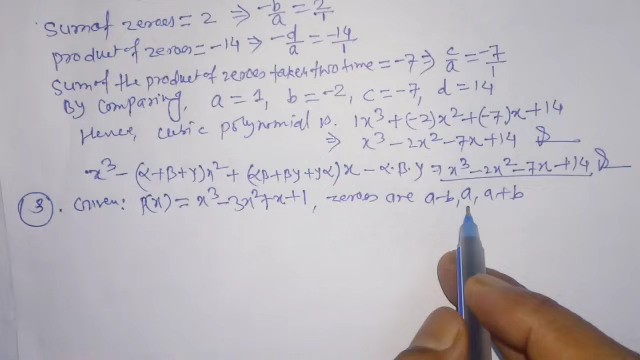 Sum of zeroes = 2 ⇒ -b/a = 2/1
product of zeroes = -14 ⇒ -d/a = -14/1
Sum of the product of zeroes taken two time = -7 ⇒ c/a = -7/1
By comparing, a = 1, b = -2, c = -7, d = 14
Hence, cubic polynomial is 1x³ + (-2)x² + (-7)x + 14
⇒ x³ - 2x² - 7x + 14
x³ - (α+β+γ)x² + (αβ+βγ+γα)x - α.β.γ = x³ - 2x² - 7x + 14
③. Given: P(x) = x³ - 3x² + x + 1, zeroes are a-b, a, a+b